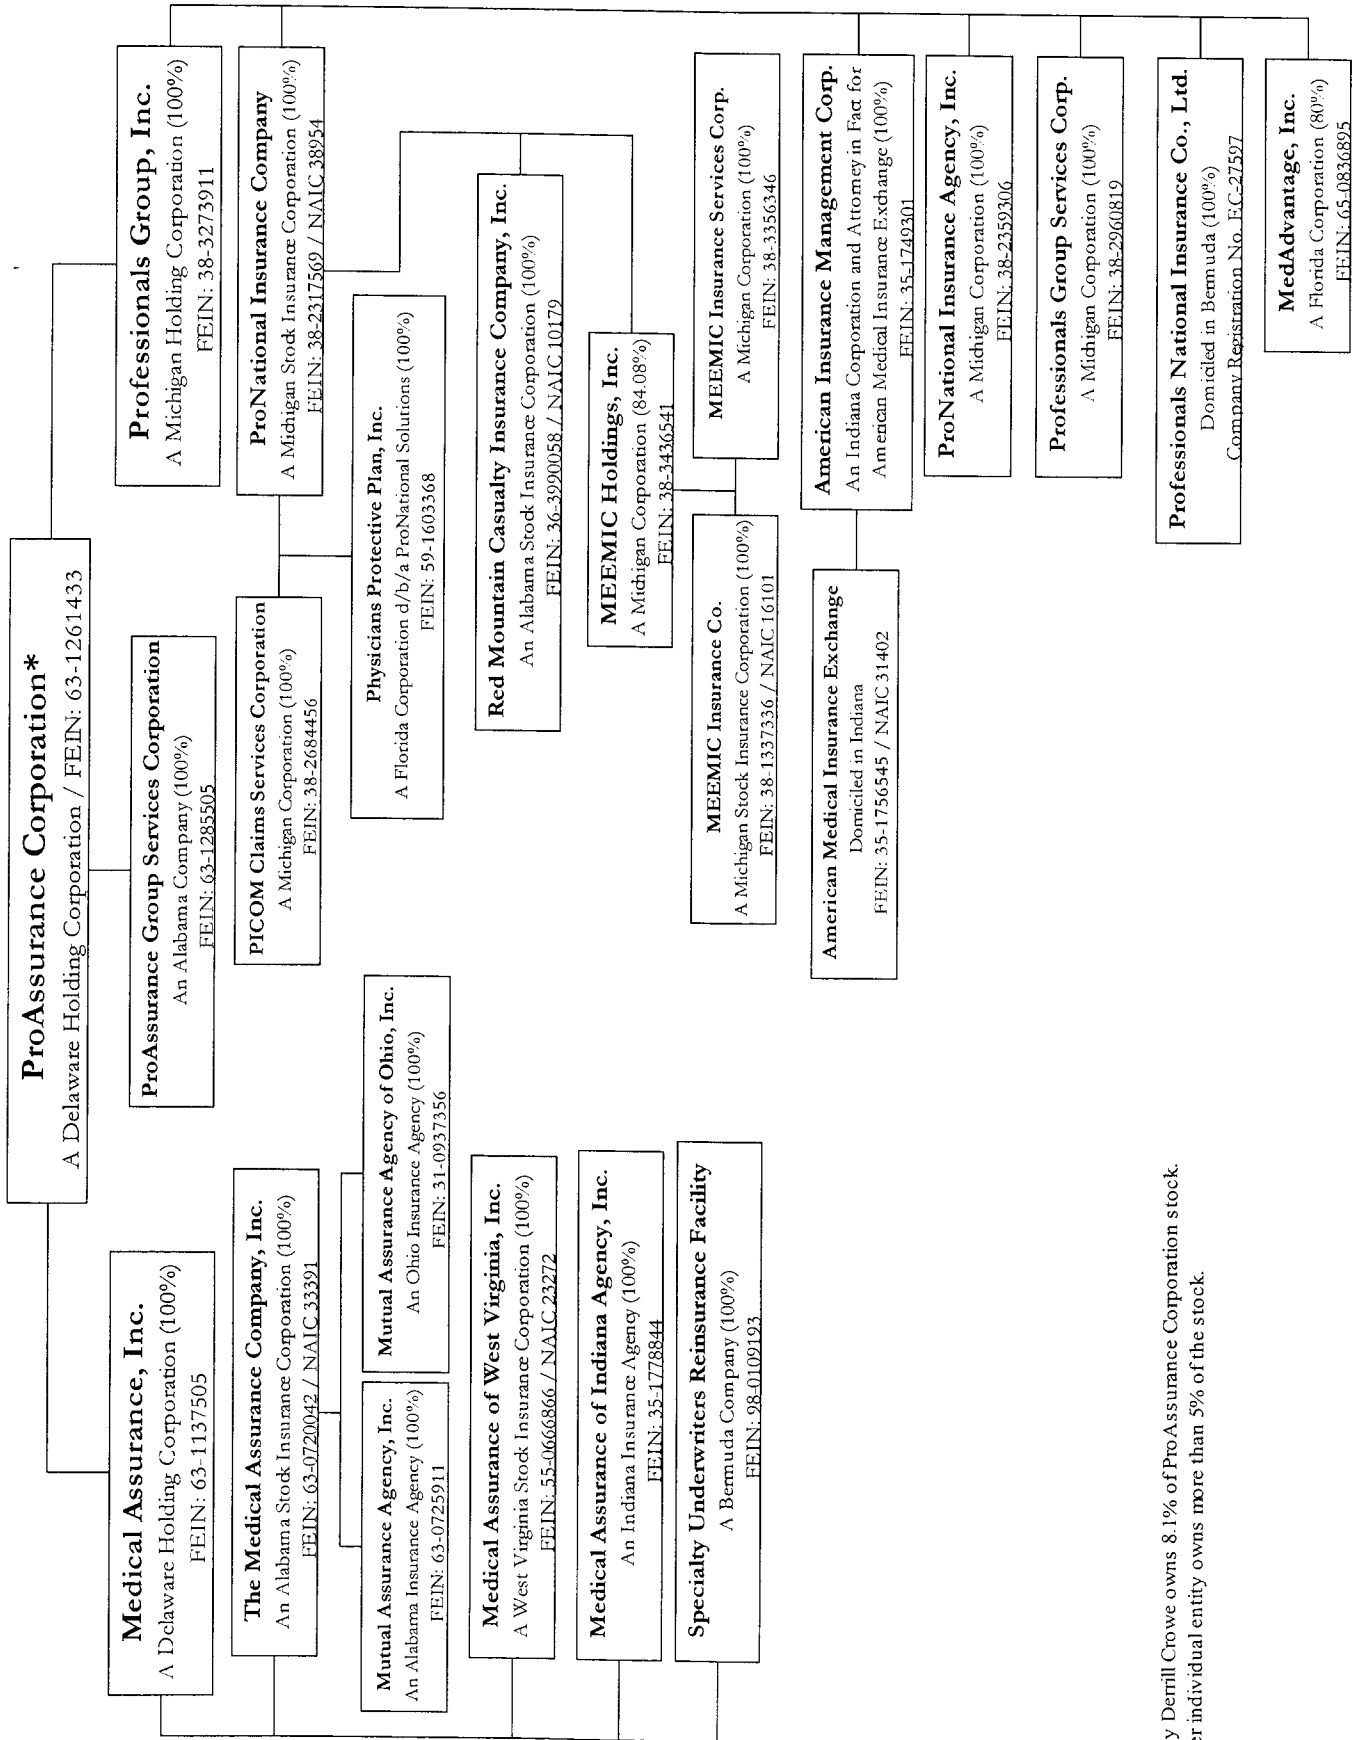 ProAssurance Corporation*
A Delaware Holding Corporation / FEIN: 63-1261433
Medical Assurance, Inc.
A Delaware Holding Corporation (100%)
FEIN: 63-1137505
ProAssurance Group Services Corporation
An Alabama Company (100%)
FEIN: 63-1285505
Professionals Group, Inc.
A Michigan Holding Corporation (100%)
FEIN: 38-3273911
The Medical Assurance Company, Inc.
An Alabama Stock Insurance Corporation (100%)
FEIN: 63-0720042 / NAIC 33391
Mutual Assurance Agency, Inc.
An Alabama Insurance Agency (100%)
FEIN: 63-0725911
Mutual Assurance Agency of Ohio, Inc.
An Ohio Insurance Agency (100%)
FEIN: 31-0937356
Medical Assurance of West Virginia, Inc.
A West Virginia Stock Insurance Corporation (100%)
FEIN: 55-0666866 / NAIC 23272
Medical Assurance of Indiana Agency, Inc.
An Indiana Insurance Agency (100%)
FEIN: 35-1778844
Specialty Underwriters Reinsurance Facility
A Bermuda Company (100%)
FEIN: 98-0109193
PICOM Claims Services Corporation
A Michigan Corporation (100%)
FEIN: 38-2684456
ProNational Insurance Company
A Michigan Stock Insurance Corporation (100%)
FEIN: 38-2317569 / NAIC 38954
Physicians Protective Plan, Inc.
A Florida Corporation d/b/a ProNational Solutions (100%)
FEIN: 59-1603368
Red Mountain Casualty Insurance Company, Inc.
An Alabama Stock Insurance Corporation (100%)
FEIN: 36-3990058 / NAIC 10179
MEEMIC Holdings, Inc.
A Michigan Corporation (84.08%)
FEIN: 38-3436541
MEEMIC Insurance Co.
A Michigan Stock Insurance Corporation (100%)
FEIN: 38-1337336 / NAIC 16101
MEEMIC Insurance Services Corp.
A Michigan Corporation (100%)
FEIN: 38-3356346
American Medical Insurance Exchange
Domiciled in Indiana
FEIN: 35-1756545 / NAIC 31402
American Insurance Management Corp.
An Indiana Corporation and Attorney in Fact for
American Medical Insurance Exchange (100%)
FEIN: 35-1749301
ProNational Insurance Agency, Inc.
A Michigan Corporation (100%)
FEIN: 38-2359306
Professionals Group Services Corp.
A Michigan Corporation (100%)
FEIN: 38-2960819
Professionals National Insurance Co., Ltd.
Domiciled in Bermuda (100%)
Company Registration No. EC-27597
MedAdvantage, Inc.
A Florida Corporation (80%)
FEIN: 65-0836895
Derrill Crowe owns 8.1% of ProAssurance Corporation stock.
individual entity owns more than 5% of the stock.